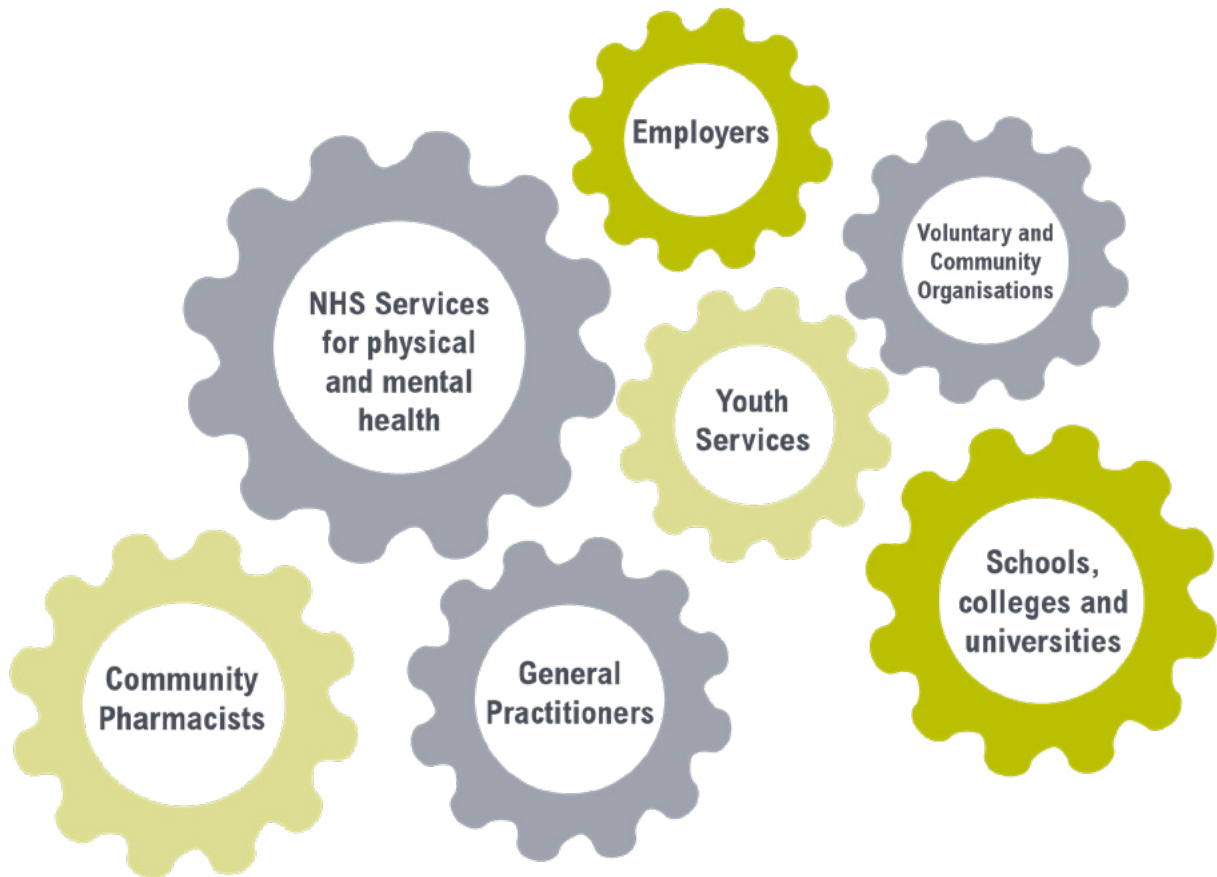 Employers
Voluntary and
Community
Organisations
NHS Services
for physical
and mental
health
Youth
Services
Schools,
colleges and
universities
Community
Pharmacists
General
Practitioners